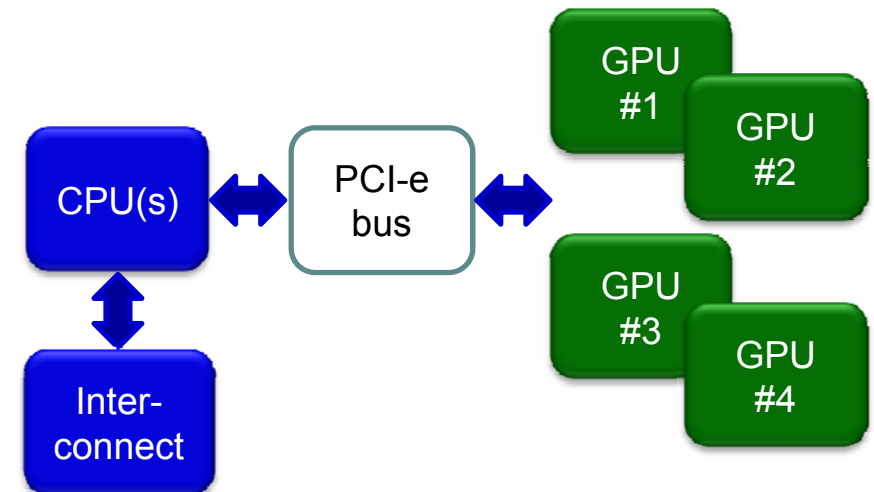 GPU
#1
GPU
#2
CPU(s)
PCI-e
bus
GPU
#3
GPU
#4
Inter-
connect